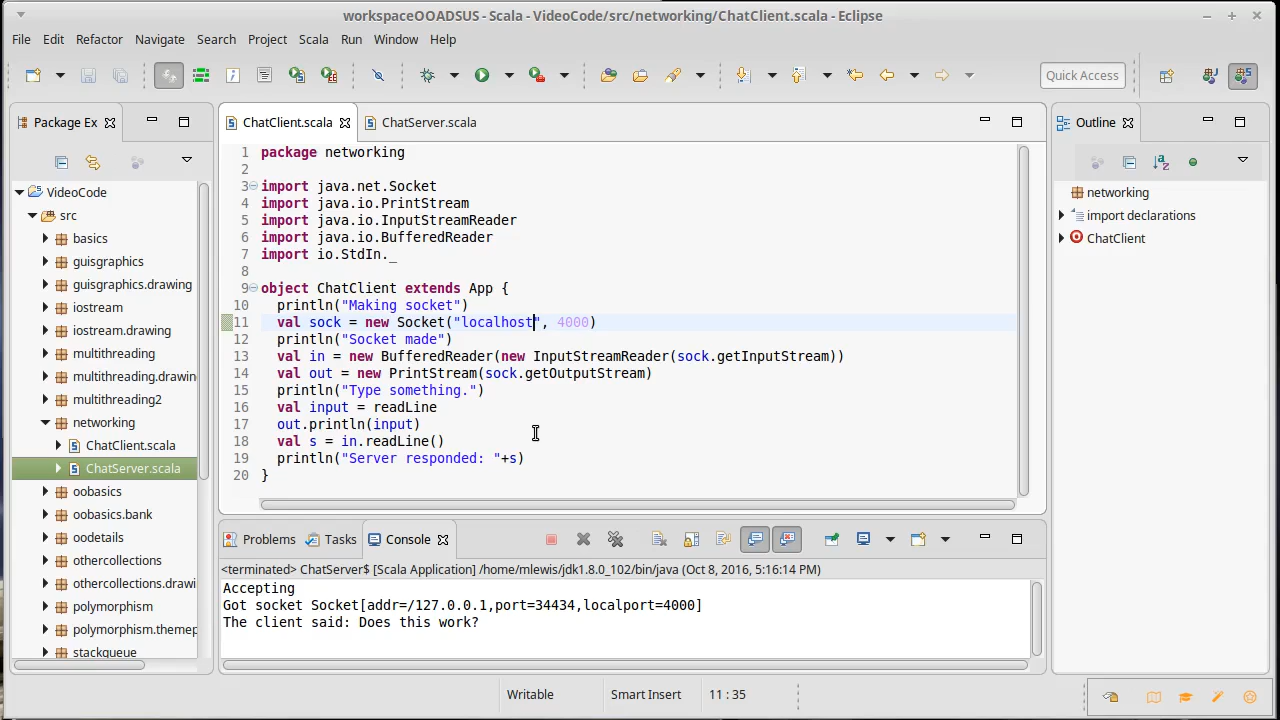 workspaceOOADSUS - Scala - VideoCode/src/networking/ChatClient.scala - Eclipse
File Edit Refactor Navigate Search Project Scala Run Window Help
Quick Access
Package Ex
VideoCode
src
basics
guisgraphics
guisgraphics.drawing
iostream
iostream.drawing
multithreading
multithreading.drawin
multithreading2
networking
ChatClient.scala
ChatServer.scala
oobasics
oobasics.bank
oodetails
othercollections
othercollections.drawi
polymorphism
polymorphism.themep
stackqueue
ChatClient.scala ChatServer.scala
1 package networking
2
3 import java.net.Socket
4 import java.io.PrintStream
5 import java.io.InputStreamReader
6 import java.io.BufferedReader
7 import io.StdIn._
8
9 object ChatClient extends App {
10 println("Making socket")
11 val sock = new Socket("localhost", 4000)
12 println("Socket made")
13 val in = new BufferedReader(new InputStreamReader(sock.getInputStream))
14 val out = new PrintStream(sock.getOutputStream)
15 println("Type something.")
16 val input = readLine
17 out.println(input)
18 val s = in.readLine()
19 println("Server responded: "+s)
20 }
Outline
networking
import declarations
ChatClient
Problems Tasks Console
<terminated> ChatServer$ [Scala Application] /home/mlewis/jdk1.8.0_102/bin/java (Oct 8, 2016, 5:16:14 PM)
Accepting
Got socket Socket[addr=/127.0.0.1,port=34434,localport=4000]
The client said: Does this work?
Writable Smart Insert 11 : 35